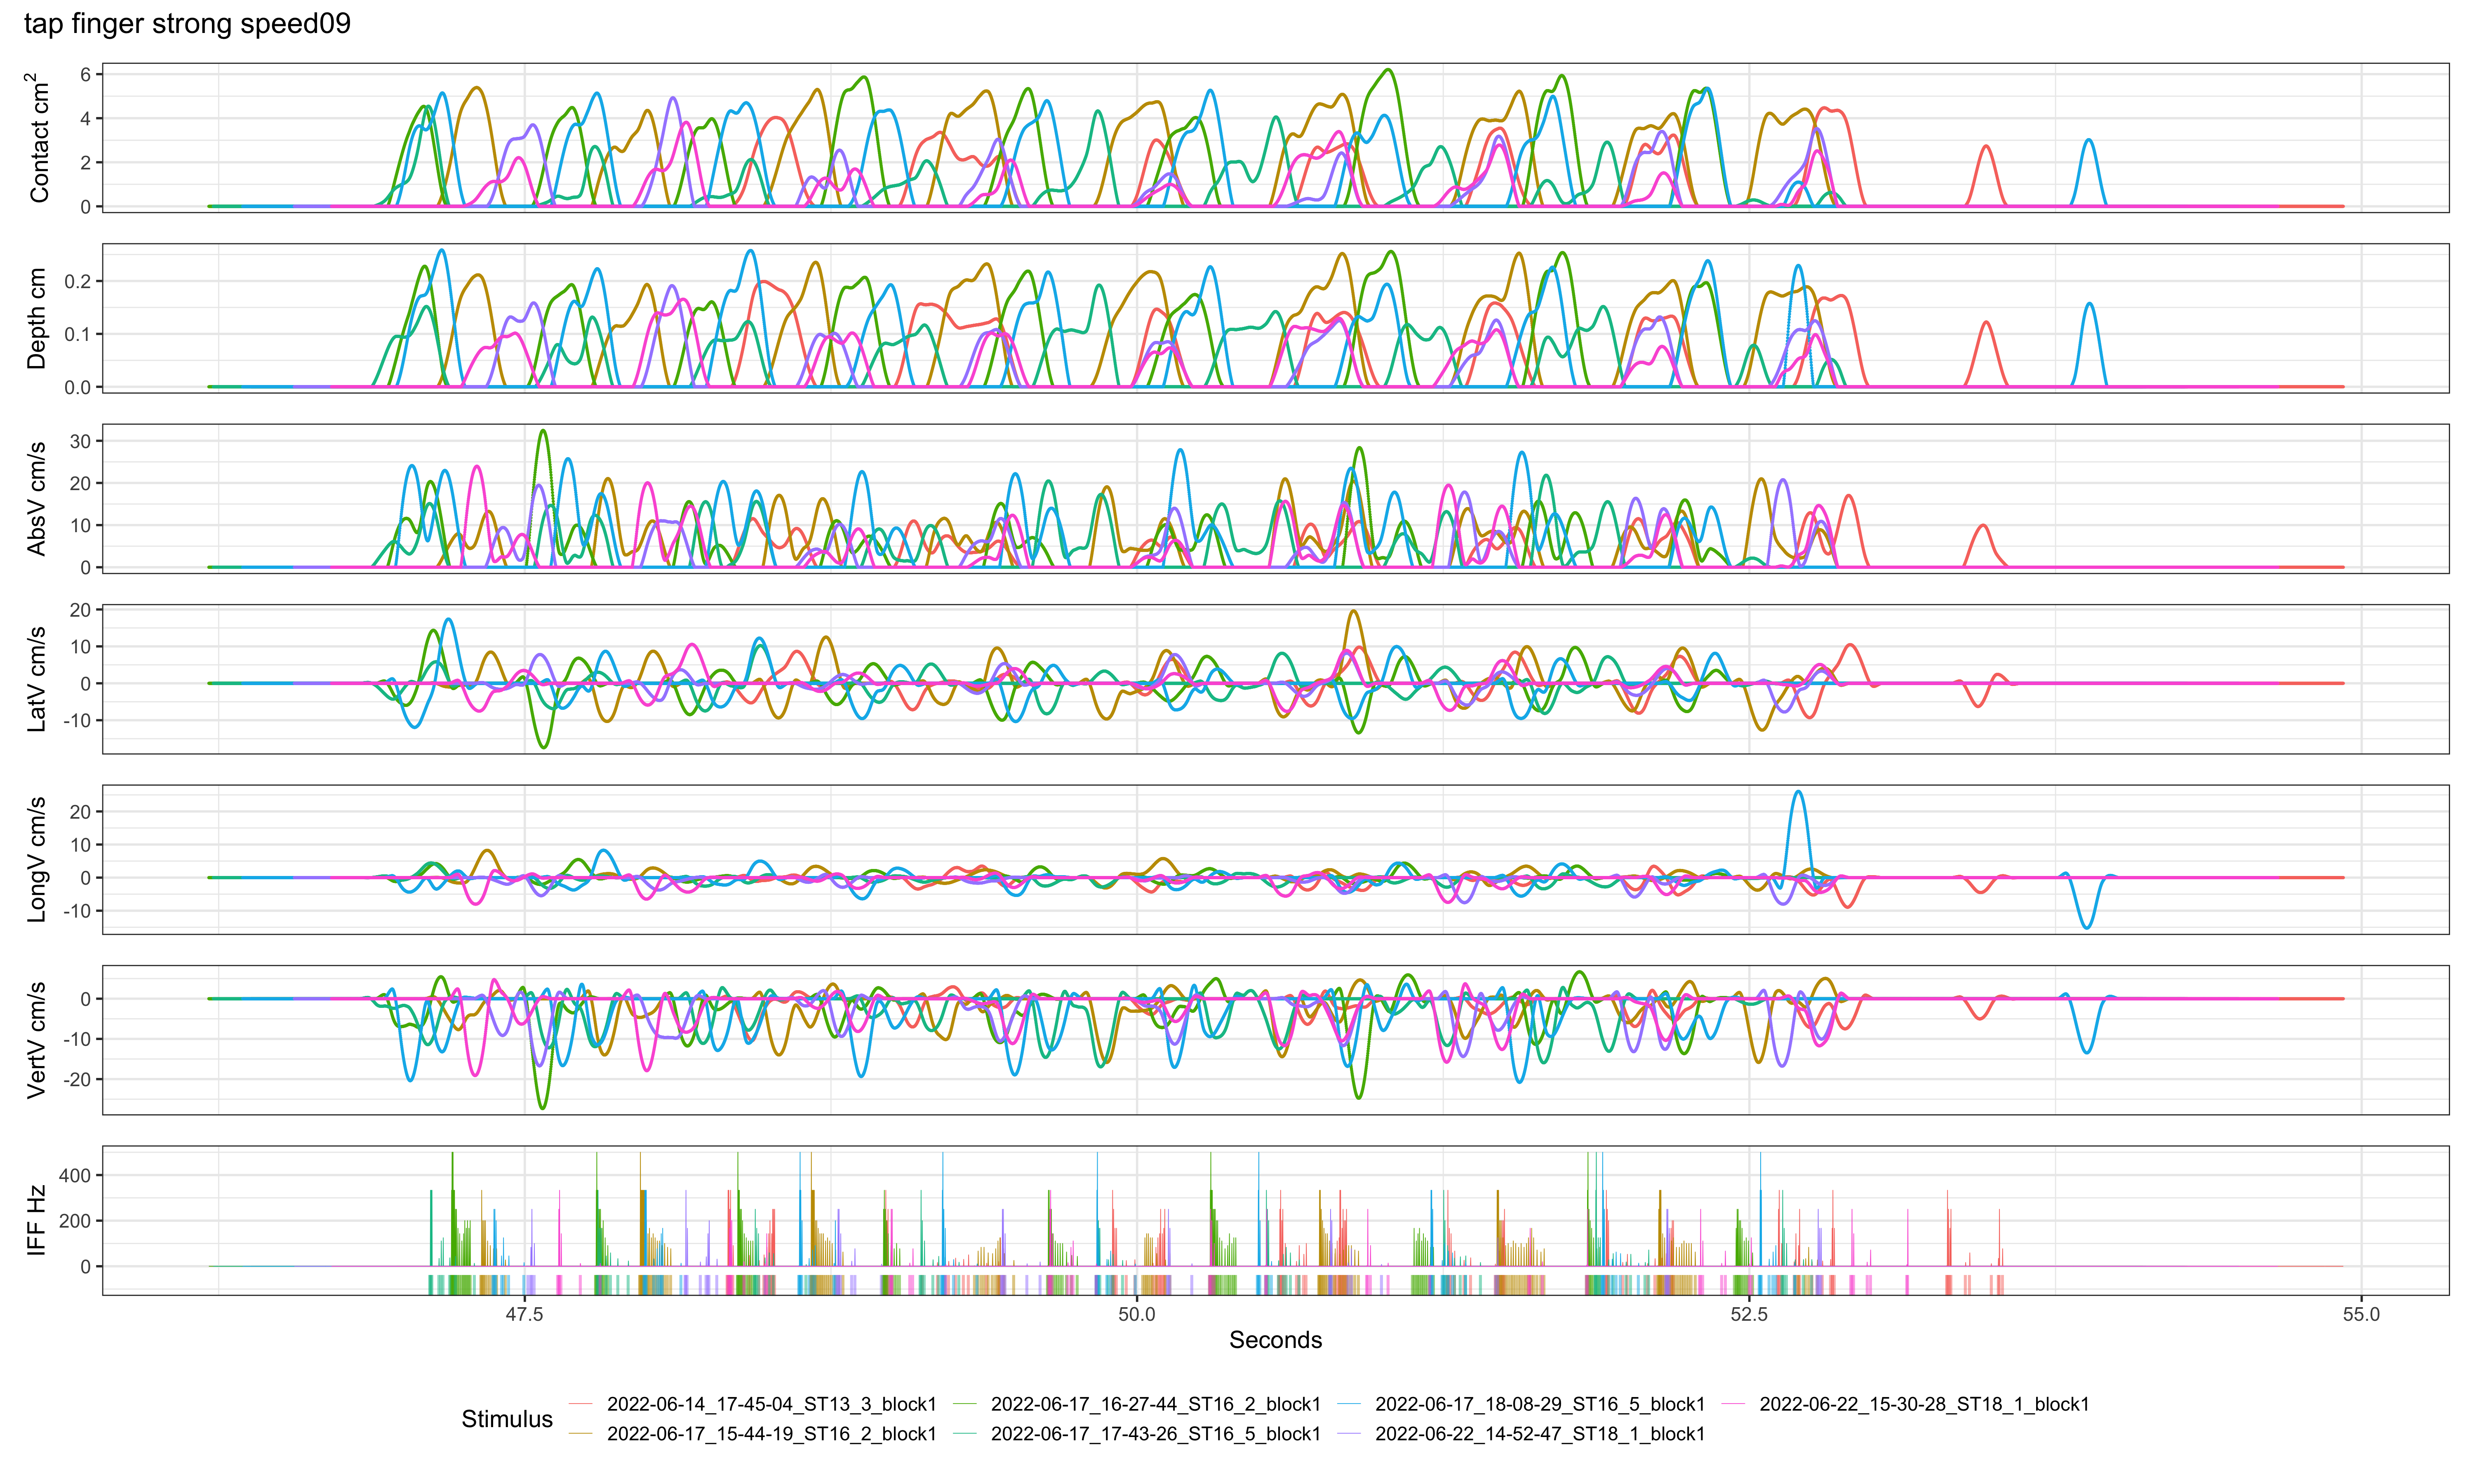 tap finger strong speed09
Contact cm2
6
4
2
0
Depth cm
0.2
0.1
0.0
AbsV cm/s
30
20
10
0
LatV cm/s
20
10
0
-10
LongV cm/s
20
10
0
-10
VertV cm/s
0
-10
-20
IFF Hz
400
200
0
47.5 50.0 52.5 55.0
Seconds
Stimulus
2022-06-14_17-45-04_ST13_3_block1 2022-06-17_16-27-44_ST16_2_block1 2022-06-17_18-08-29_ST16_5_block1 2022-06-22_15-30-28_ST18_1_block1
2022-06-17_15-44-19_ST16_2_block1 2022-06-17_17-43-26_ST16_5_block1 2022-06-22_14-52-47_ST18_1_block1